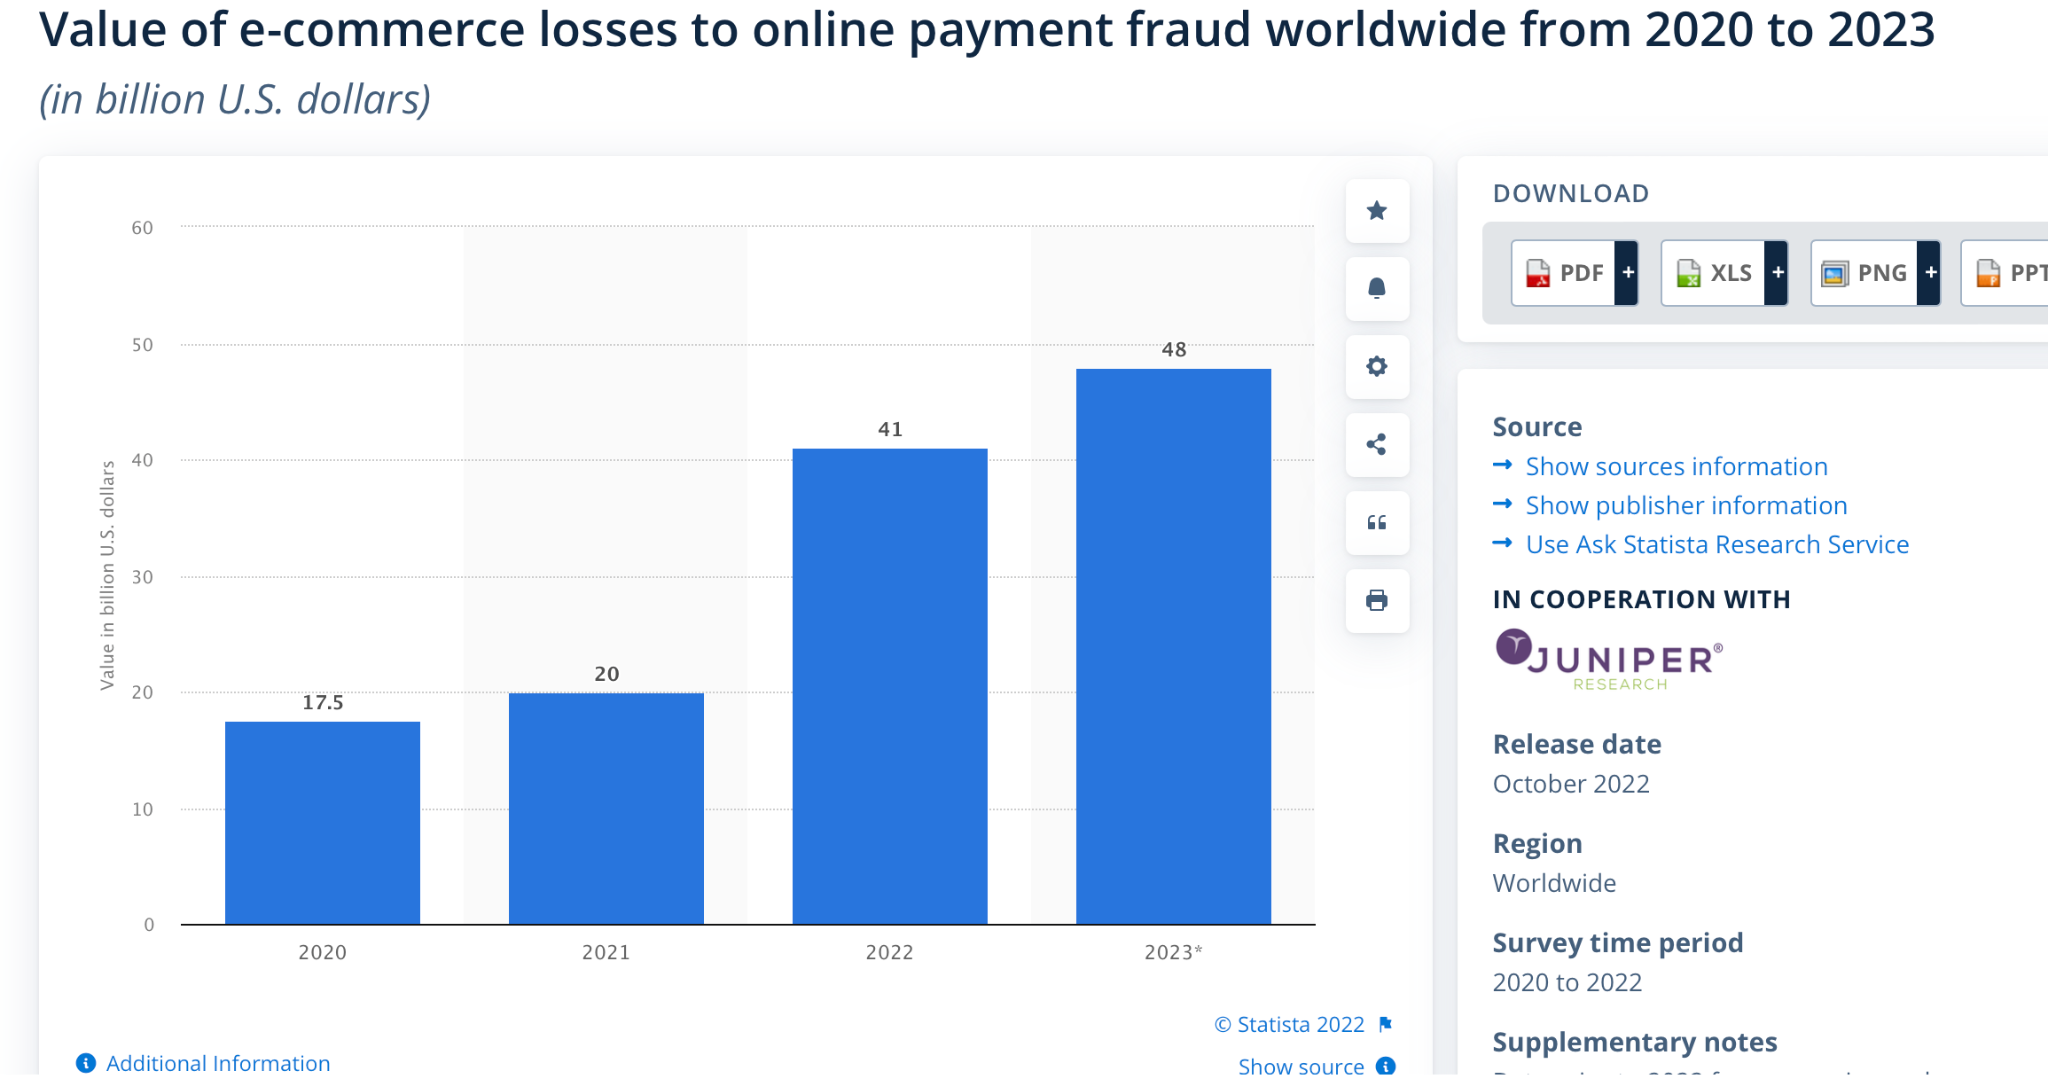 Value of e-commerce losses to online payment fraud worldwide from 2020 to 2023
(in billion U.S. dollars)
60
50
40
30
20
10
0
Value in billion U.S. dollars
17.5
20
41
48
2020
2021
2022
2023*
© Statista 2022
Additional Information
Show source
DOWNLOAD
PDF +
XLS +
PNG +
PPT
Source
Show sources information
Show publisher information
Use Ask Statista Research Service
IN COOPERATION WITH
JUNIPER®
RESEARCH
Release date
October 2022
Region
Worldwide
Survey time period
2020 to 2022
Supplementary notes